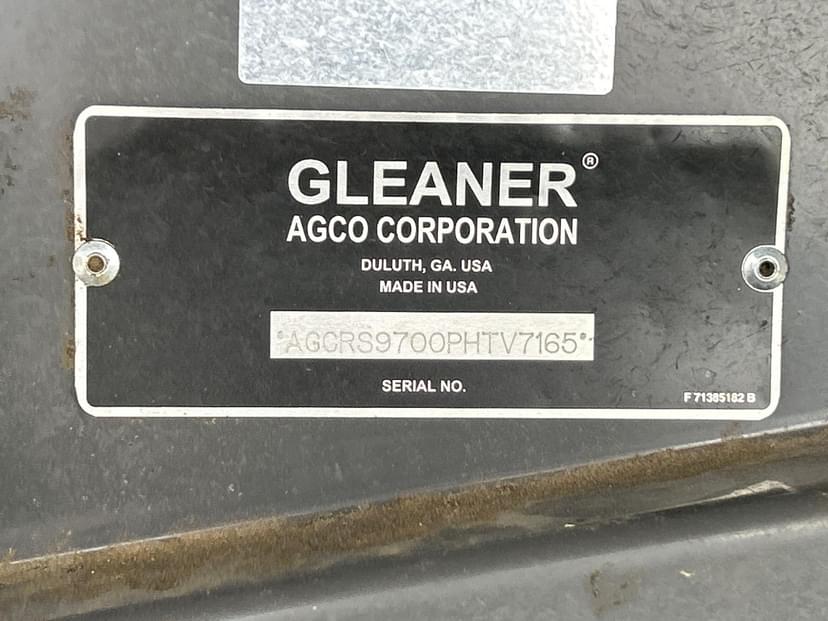 GLEANER®
AGCO CORPORATION
DULUTH, GA. USA
MADE IN USA
*AGCRS9700PHTV7165*
SERIAL NO.
F 71385182 B